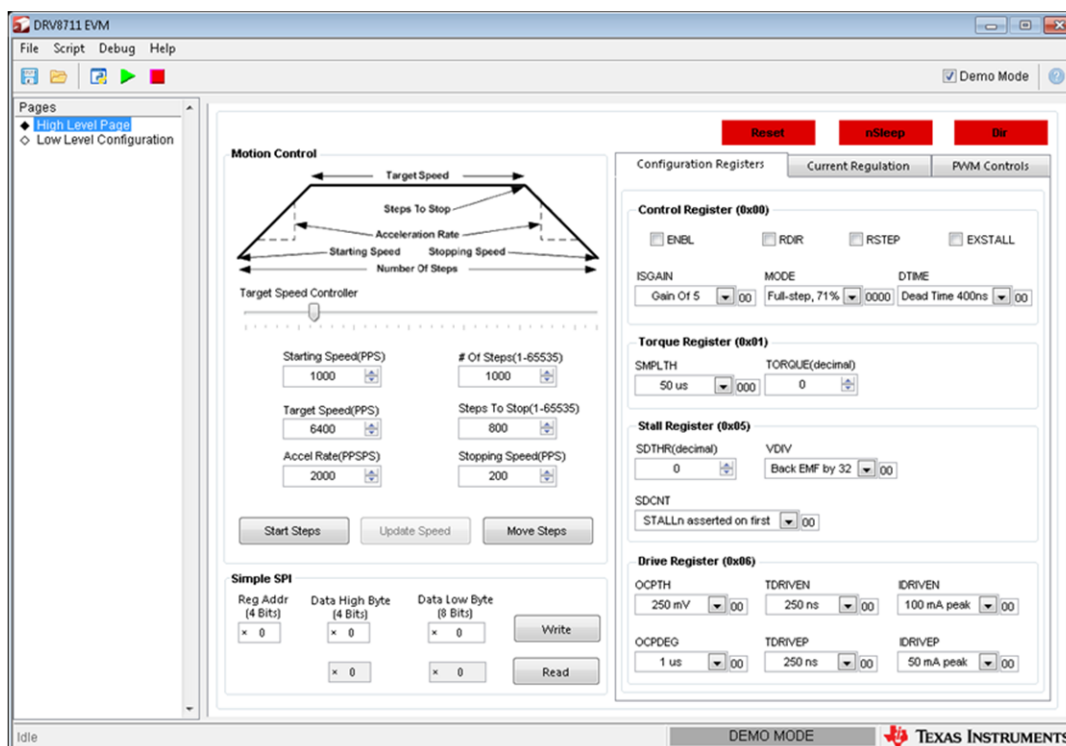 DRV8711 EVM
File Script Debug Help
Demo Mode
Pages
High Level Page
Low Level Configuration
Reset nSleep Dir
Motion Control
Target Speed
Steps To Stop
Acceleration Rate
Starting Speed Stopping Speed
Number Of Steps
Target Speed Controller
Starting Speed(PPS) # Of Steps(1-65535)
1000 1000
Target Speed(PPS) Steps To Stop(1-65535)
6400 800
Accel Rate(PPSPS) Stopping Speed(PPS)
2000 200
Start Steps Update Speed Move Steps
Simple SPI
Reg Addr Data High Byte Data Low Byte
(4 Bits) (4 Bits) (8 Bits)
× 0 × 0 × 0 Write
× 0 × 0 Read
Configuration Registers Current Regulation PWM Controls
Control Register (0x00)
ENBL RDIR RSTEP EXSTALL
ISGAIN MODE DTIME
Gain Of 5 00 Full-step, 71% 0000 Dead Time 400ns 00
Torque Register (0x01)
SMPLTH TORQUE(decimal)
50 us 000 0
Stall Register (0x05)
SDTHR(decimal) VDIV
0 Back EMF by 32 00
SDCNT
STALLn asserted on first 00
Drive Register (0x06)
OCPTH TDRIVEN IDRIVEN
250 mV 00 250 ns 00 100 mA peak 00
OCPDEG TDRIVEP IDRIVEP
1 us 00 250 ns 00 50 mA peak 00
Idle DEMO MODE TEXAS INSTRUMENTS